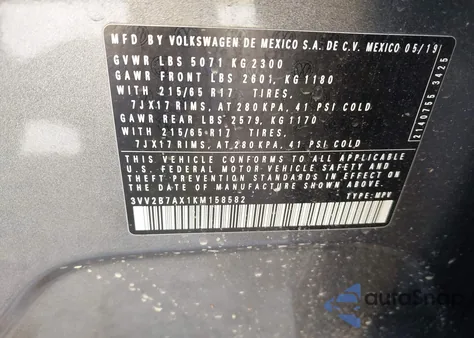 MFD BY VOLKSWAGEN DE MEXICO S.A. DE C.V. MEXICO 05/19
GVWR LBS 5071 KG 2300
GAWR FRONT LBS 2601, KG 1180
WITH 215/65 R17 TIRES,
7JX17 RIMS, AT 280 KPA, 41 PSI COLD
GAWR REAR LBS 2579, KG 1170
WITH 215/65 R17 TIRES,
7JX17 RIMS, AT 280 KPA, 41 PSI COLD
THIS VEHICLE CONFORMS TO ALL APPLICABLE
U.S. FEDERAL MOTOR VEHICLE SAFETY AND
THEFT PREVENTION STANDARDS IN EFFECT ON THE
DATE OF MANUFACTURE SHOWN ABOVE.
3VV2B7AX1KM158582 TYPE: MPV
2140755 3425
autoSnap